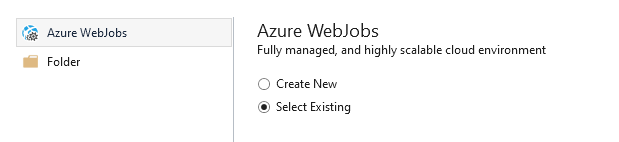 Azure WebJobs
Folder
Azure WebJobs
Fully managed, and highly scalable cloud environment
Create New
Select Existing